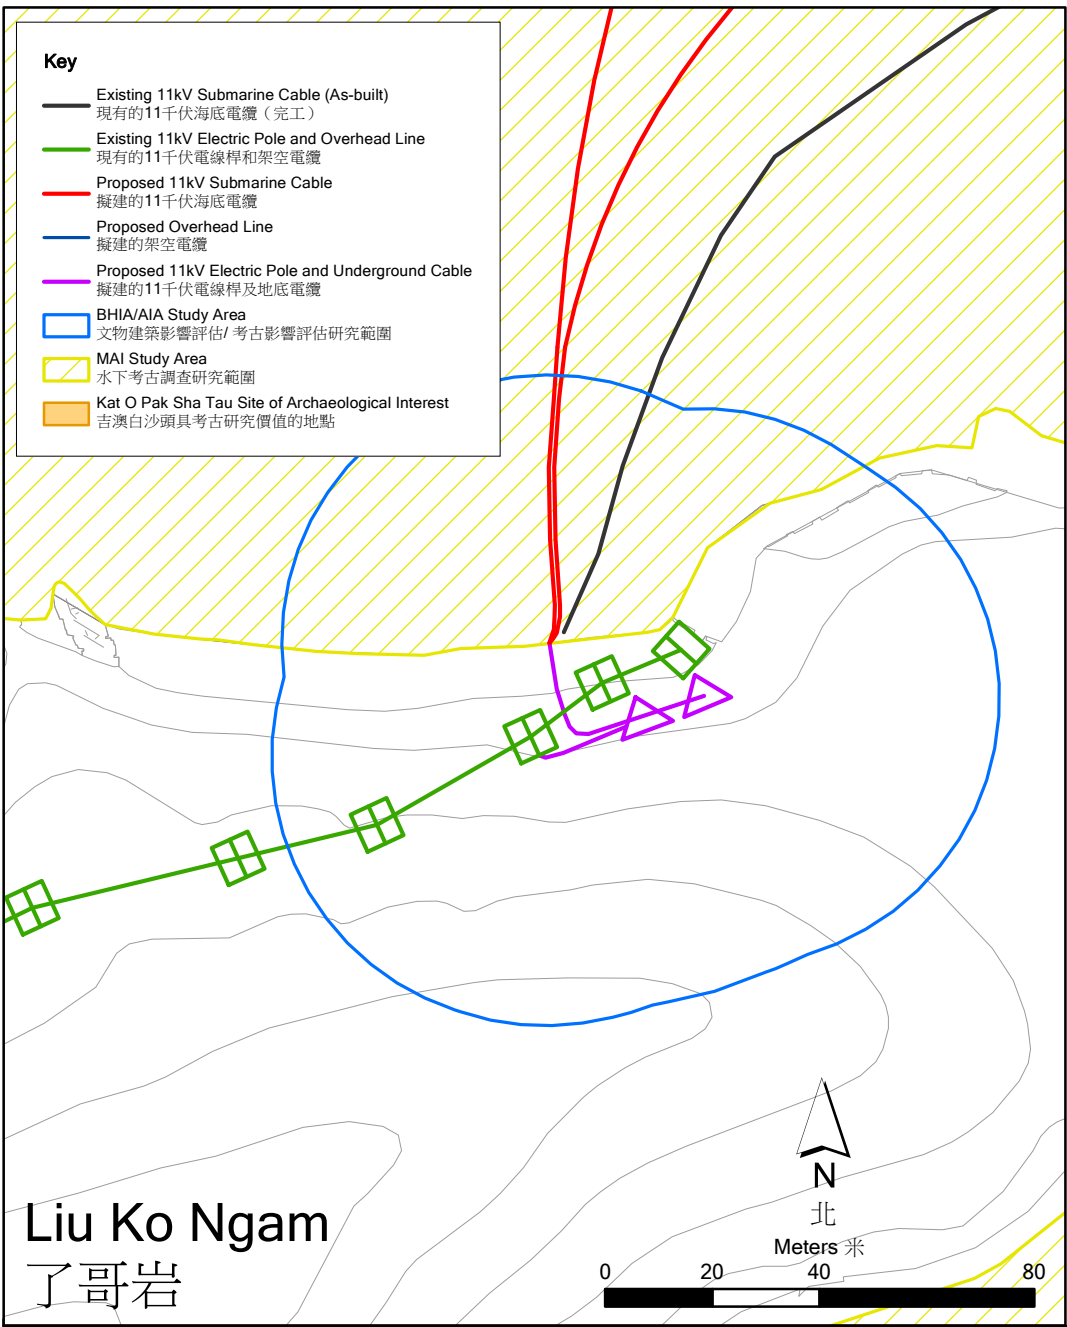 Key
Existing 11kV Submarine Cable (As-built)
現有的11千伏海底電纜（完工）
Existing 11kV Electric Pole and Overhead Line
現有的11千伏電線桿和架空電纜
Proposed 11kV Submarine Cable
擬建的11千伏海底電纜
Proposed Overhead Line
擬建的架空電纜
Proposed 11kV Electric Pole and Underground Cable
擬建的11千伏電線桿及地底電纜
BHIA/AIA Study Area
文物建築影響評估/ 考古影響評估研究範圍
MAI Study Area
水下考古調查研究範圍
Kat O Pak Sha Tau Site of Archaeological Interest
吉澳白沙頭具考古研究價值的地點
N
北
Meters 米
0 20 40 80
Liu Ko Ngam
了哥岩